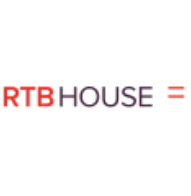 RTBHOUSE =